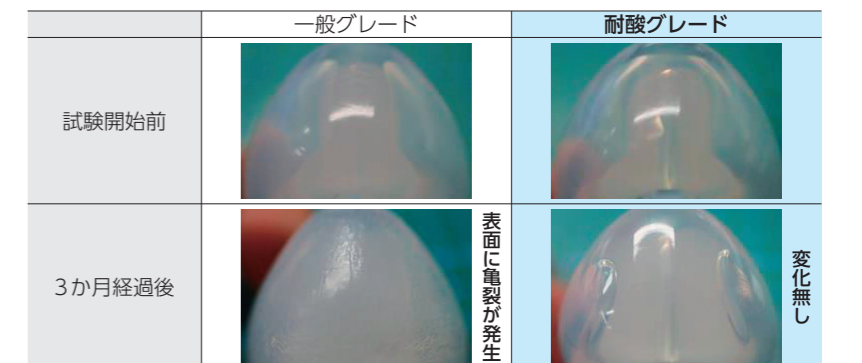 一般グレード
耐酸グレード
試験開始前
3か月経過後
表面に亀裂が発生
変化無し